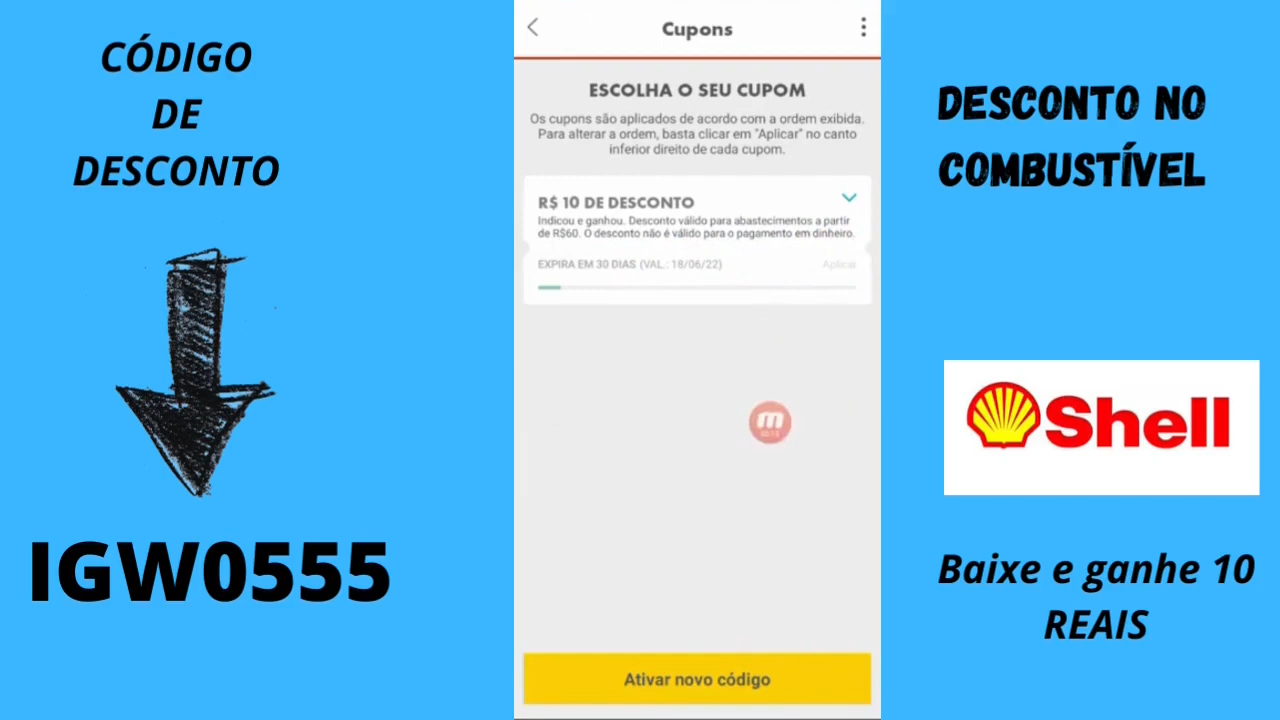 CÓDIGO
DE
DESCONTO
IGW0555
Cupons
ESCOLHA O SEU CUPOM
Os cupons são aplicados de acordo com a ordem exibida.
Para alterar a ordem, basta clicar em "Aplicar" no canto
inferior direito de cada cupom.
R$ 10 DE DESCONTO
Indicou e ganhou. Desconto válido para abastecimentos a partir
de R$60. O desconto não é válido para o pagamento em dinheiro.
EXPIRA EM 30 DIAS (VAL.: 18/06/22)
Aplicar
Ativar novo código
DESCONTO NO
COMBUSTÍVEL
Shell
Baixe e ganhe 10
REAIS